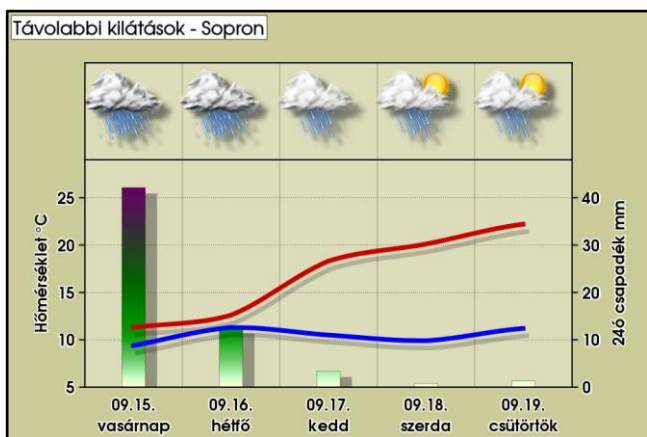 Távolabbi kilátások - Sopron
Hőmérséklet °C
25
20
15
10
5
40
30
20
10
0
24ó csapadék mm
09.15. 09.16. 09.17. 09.18. 09.19.
vasárnap hétfő kedd szerda csütörtök